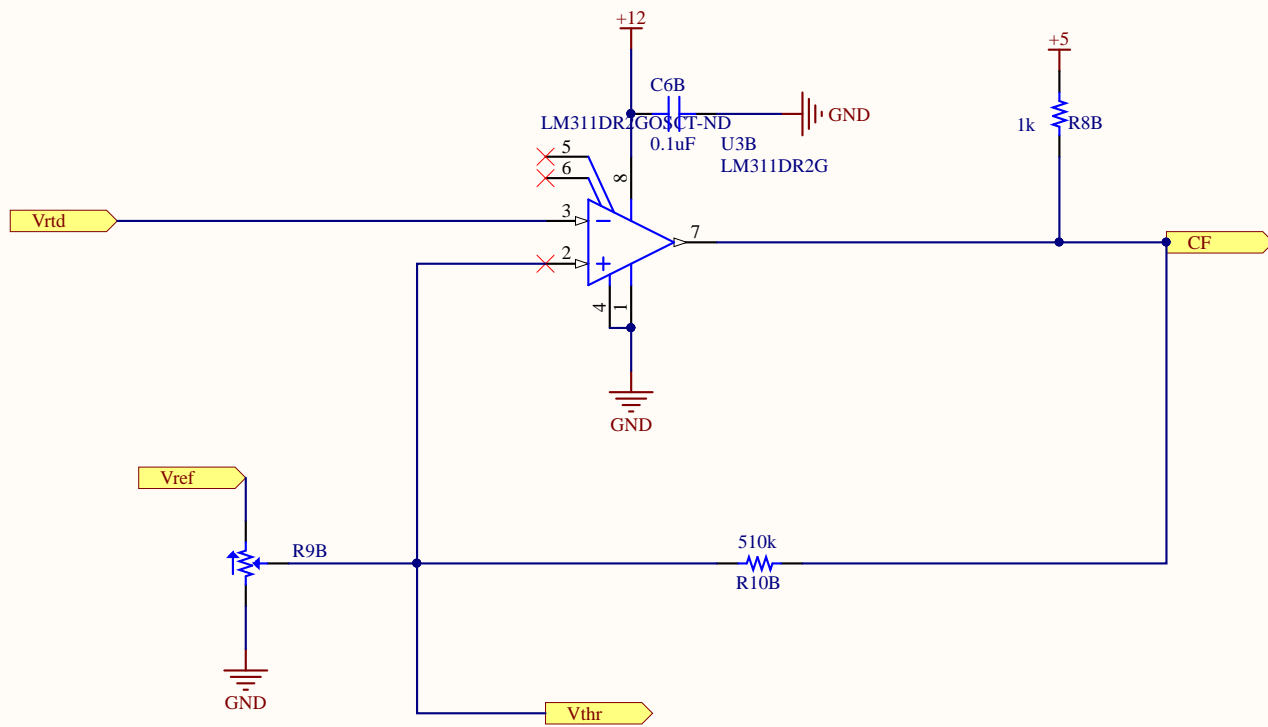 +12
+5
C6B
LM311DR2GOSCT-ND
GND
1k
R8B
0.1uF
U3B
LM311DR2G
5
6
8
Vrtd
3
7
CF
2
4
1
GND
Vref
R9B
510k
R10B
GND
Vthr